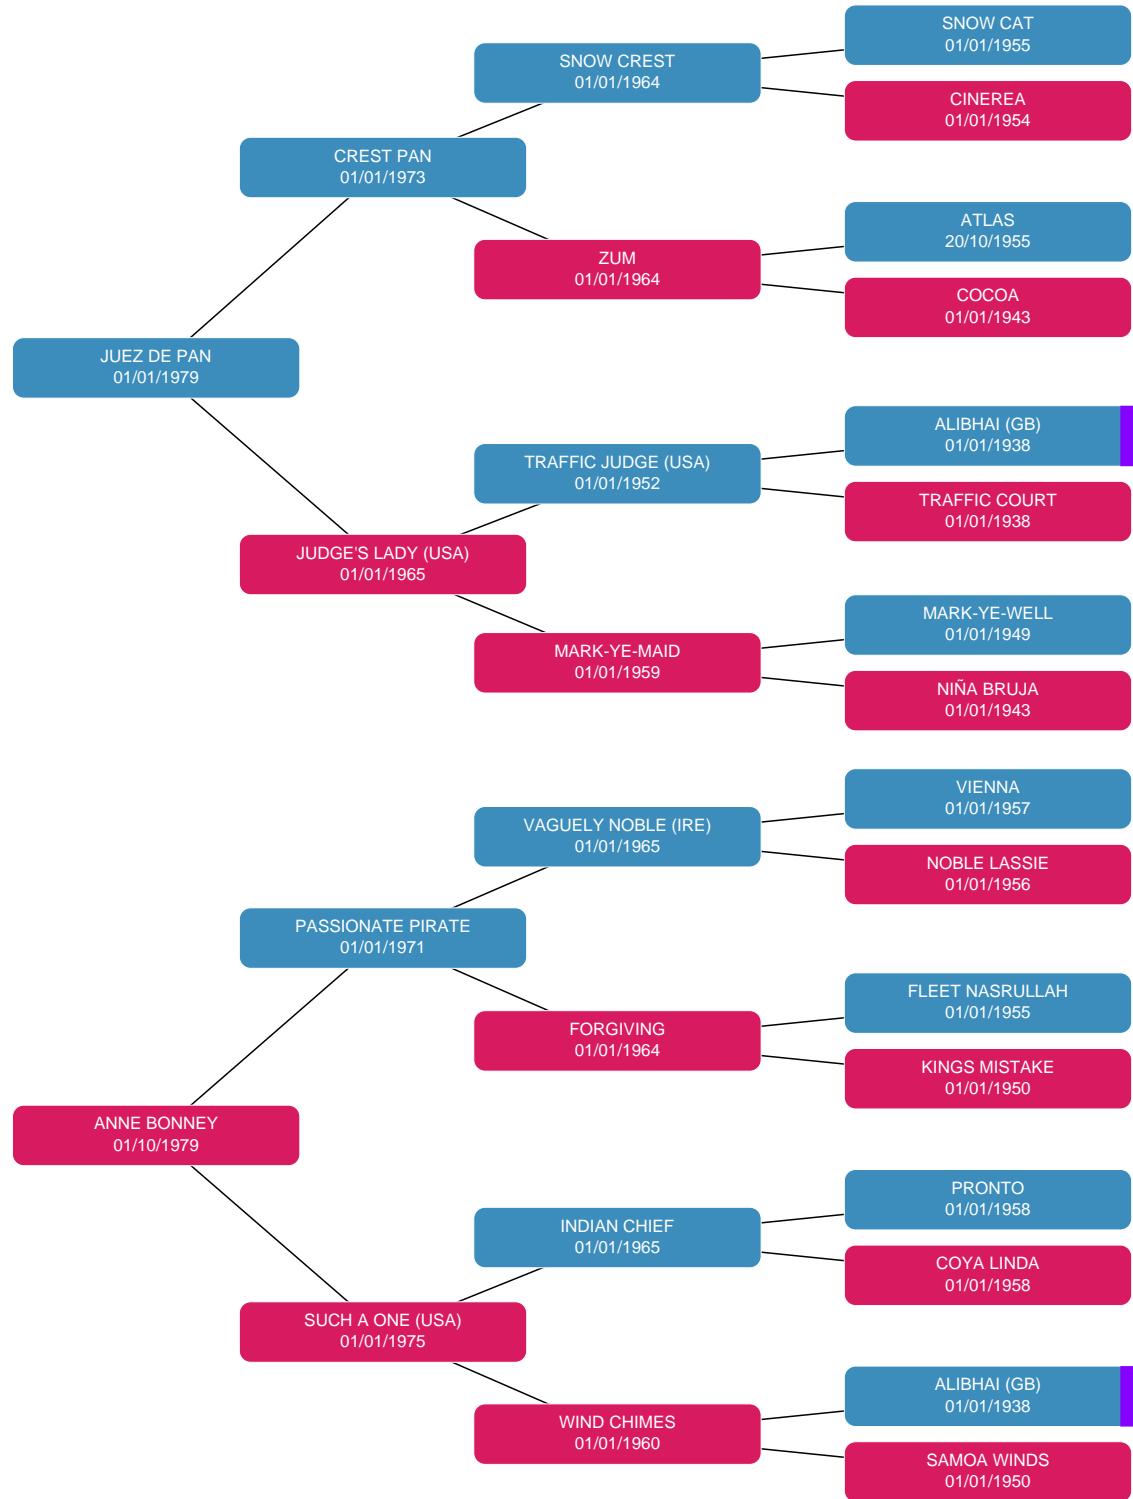 SNOW CAT
01/01/1955
SNOW CREST
01/01/1964
CINEREA
01/01/1954
CREST PAN
01/01/1973
ATLAS
20/10/1955
ZUM
01/01/1964
COCOA
01/01/1943
JUEZ DE PAN
01/01/1979
ALIBHAI (GB)
01/01/1938
TRAFFIC JUDGE (USA)
01/01/1952
TRAFFIC COURT
01/01/1938
JUDGE'S LADY (USA)
01/01/1965
MARK-YE-WELL
01/01/1949
MARK-YE-MAID
01/01/1959
NIÑA BRUJA
01/01/1943
VIENNA
01/01/1957
VAGUELY NOBLE (IRE)
01/01/1965
NOBLE LASSIE
01/01/1956
PASSIONATE PIRATE
01/01/1971
FLEET NASRULLAH
01/01/1955
FORGIVING
01/01/1964
KINGS MISTAKE
01/01/1950
ANNE BONNEY
01/10/1979
PRONTO
01/01/1958
INDIAN CHIEF
01/01/1965
COYA LINDA
01/01/1958
SUCH A ONE (USA)
01/01/1975
ALIBHAI (GB)
01/01/1938
WIND CHIMES
01/01/1960
SAMOA WINDS
01/01/1950